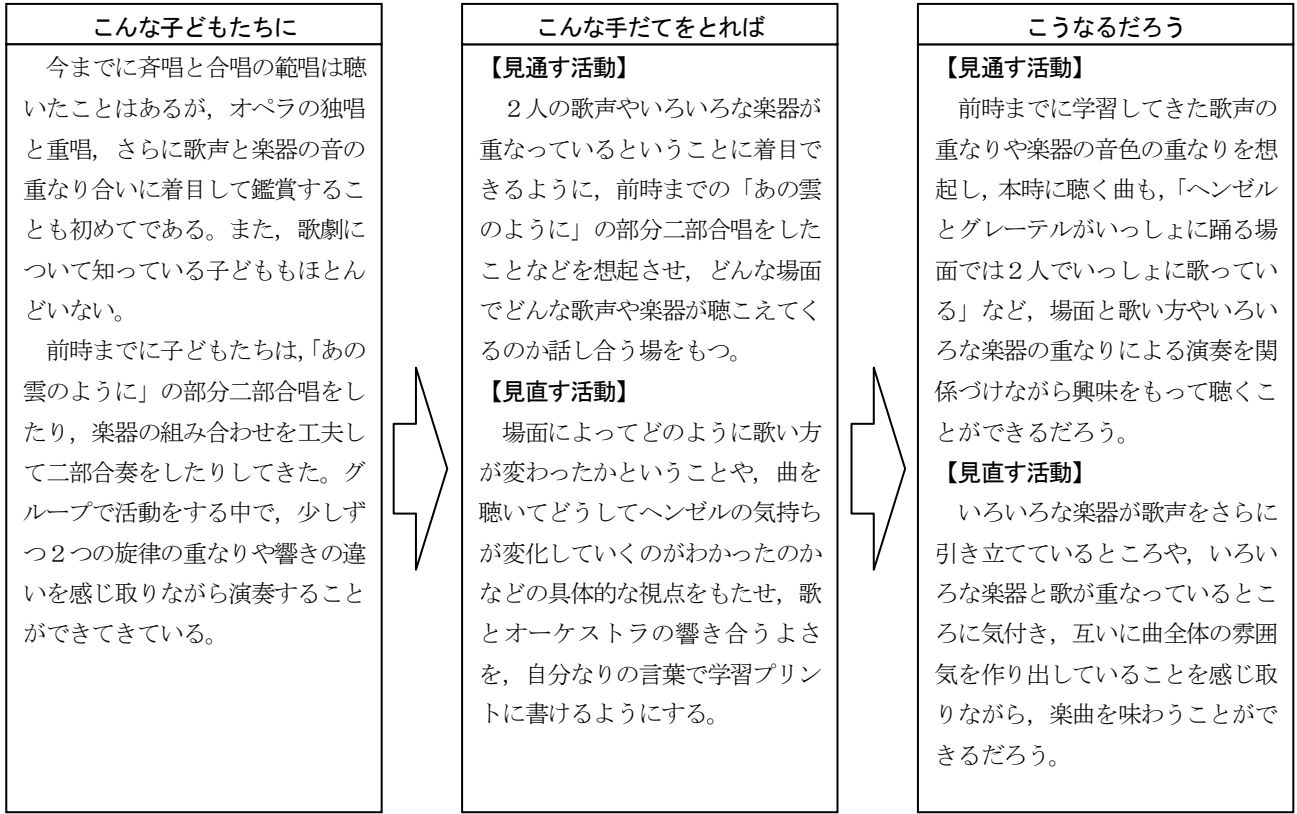 こんな子どもたちに
今までに斉唱と合唱の範唱は聴
いたことはあるが，オペラの独唱
と重唱，さらに歌声と楽器の音の
重なり合いに着目して鑑賞するこ
とも初めてである。また，歌劇に
ついて知っている子どももほとん
どいない。
前時までに子どもたちは，「あの
雲のように」の部分二部合唱をし
たり，楽器の組み合わせを工夫し
て二部合奏をしたりしてきた。グ
ループで活動をする中で，少しず
つ２つの旋律の重なりや響きの違
いを感じ取りながら演奏すること
ができてきている。
こんな手だてをとれば
【見通す活動】
２人の歌声やいろいろな楽器が
重なっているということに着目で
きるように，前時までの「あの雲
のように」の部分二部合唱をした
ことなどを想起させ，どんな場面
でどんな歌声や楽器が聴こえてく
るのか話し合う場をもつ。
【見直す活動】
場面によってどのように歌い方
が変わったかということや，曲を
聴いてどうしてヘンゼルの気持ち
が変化していくのがわかったのか
などの具体的な視点をもたせ，歌
とオーケストラの響き合うよさ
を，自分なりの言葉で学習プリン
トに書けるようにする。
こうなるだろう
【見通す活動】
前時までに学習してきた歌声の
重なりや楽器の音色の重なりを想
起し，本時に聴く曲も，「ヘンゼル
とグレーテルがいっしょに踊る場
面では２人でいっしょに歌ってい
る」など，場面と歌い方やいろい
ろな楽器の重なりによる演奏を関
係づけながら興味をもって聴くこ
とができるだろう。
【見直す活動】
いろいろな楽器が歌声をさらに
引き立てているところや，いろい
ろな楽器と歌が重なっているとこ
ろに気付き，互いに曲全体の雰囲
気を作り出していることを感じ取
りながら，楽曲を味わうことがで
きるだろう。